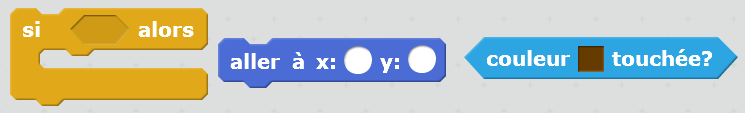 si alors
aller à x: y:
couleur touchée?